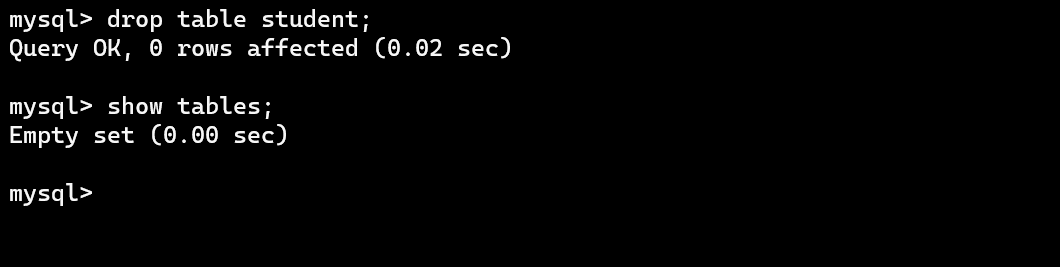 mysql> drop table student;
Query OK, 0 rows affected (0.02 sec)
mysql> show tables;
Empty set (0.00 sec)
mysql>